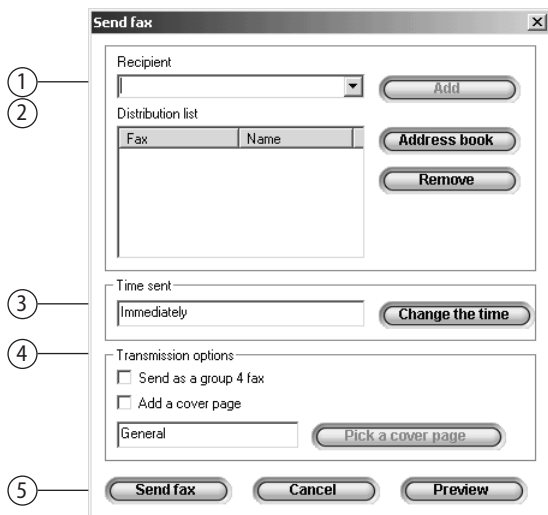 Send fax
Recipient
1
Add
2
Distribution list
Fax Name
Address book
Remove
Time sent
3
Immediately
Change the time
4
Transmission options
Send as a group 4 fax
Add a cover page
General
Pick a cover page
5
Send fax Cancel Preview